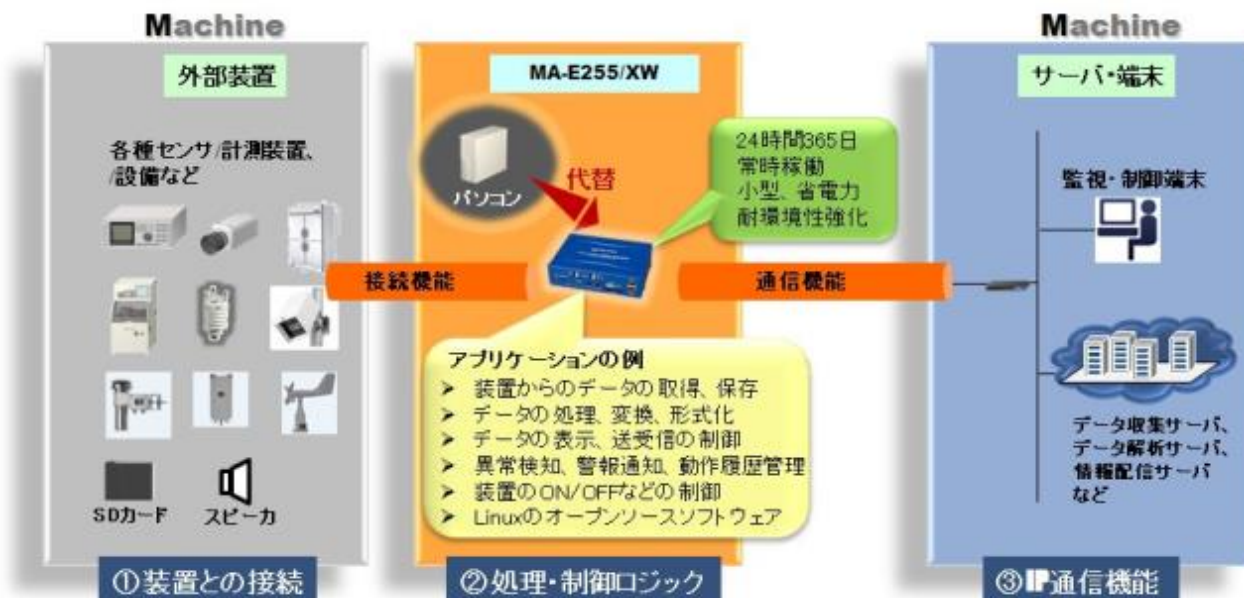 Machine
外部装置
各種センサ/計測装置、
/設備など
SDカード
スピーカ
①装置との接続
MA-E255/XW
パソコン
代替
24時間365日
常時稼働
小型、省電力
耐環境性強化
接続機能
通信機能
アプリケーションの例
➤ 装置からのデータの取得、保存
➤ データの処理、変換、形式化
➤ データの表示、送受信の制御
➤ 異常検知、警報通知、動作履歴管理
➤ 装置のON/OFFなどの制御
➤ Linuxのオープンソースソフトウェア
②処理・制御ロジック
Machine
サーバ・端末
監視・制御端末
データ収集サーバ、
データ解析サーバ、
情報配信サーバ
など
③IP通信機能